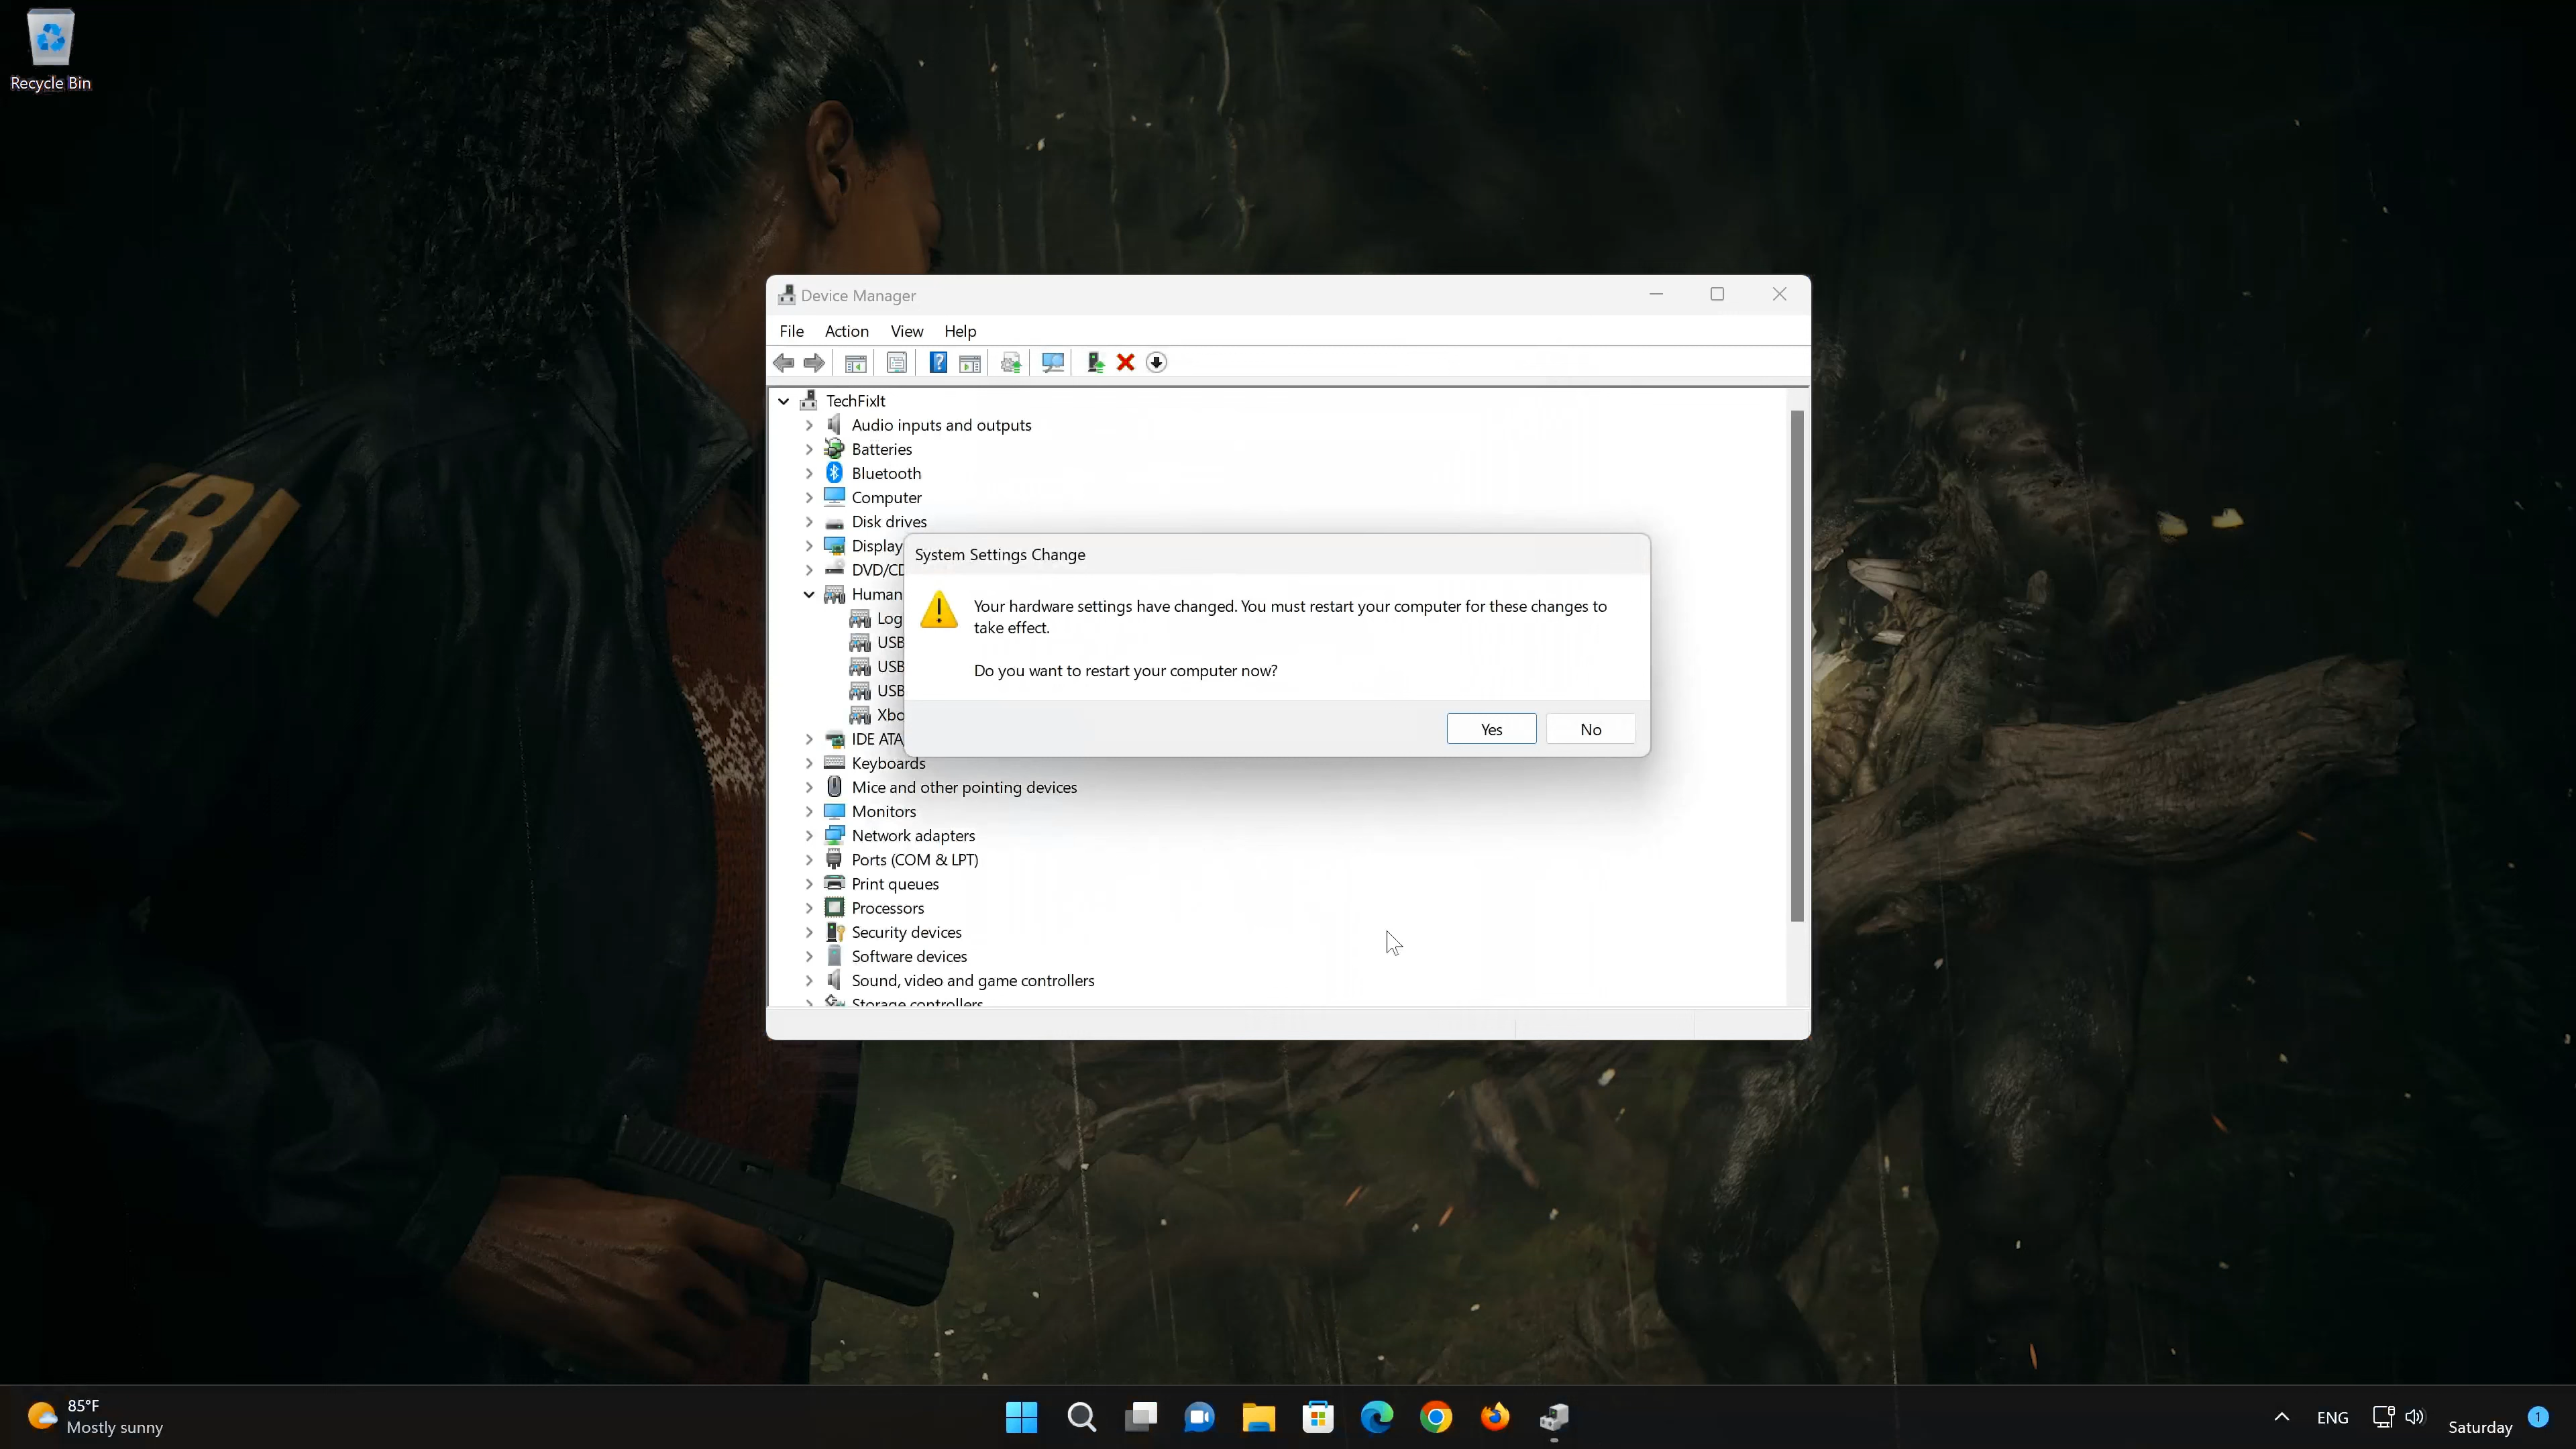 Recycle Bin
FBI
Device Manager
File Action View Help
TechFixIt
Audio inputs and outputs
Batteries
Bluetooth
Computer
Disk drives
Display
DVD/CD
Human
Log
USB
USB
USB
Xbo
IDE ATA
Keyboards
Mice and other pointing devices
Monitors
Network adapters
Ports (COM & LPT)
Print queues
Processors
Security devices
Software devices
Sound, video and game controllers
Storage controllers
System Settings Change
Your hardware settings have changed. You must restart your computer for these changes to
take effect.
Do you want to restart your computer now?
Yes No
85°F
Mostly sunny
ENG
Saturday
1